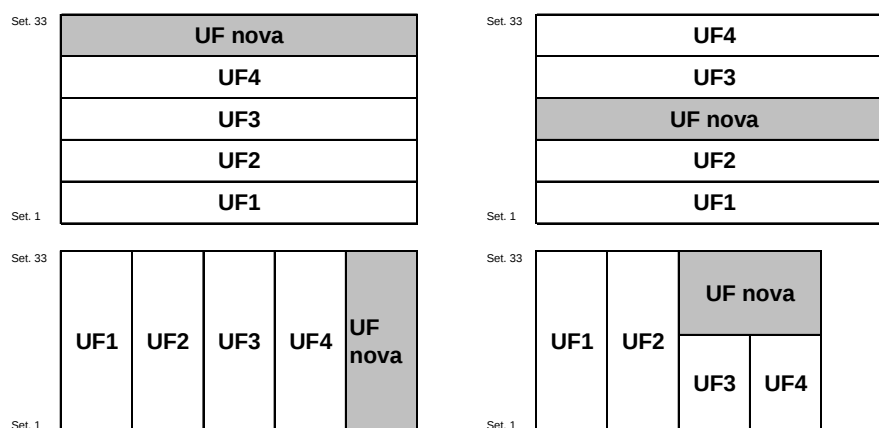 Set. 33
UF nova
UF4
UF3
UF2
UF1
Set. 1
Set. 33
UF4
UF3
UF nova
UF2
UF1
Set. 1
Set. 33
UF1 UF2 UF3 UF4 UF
nova
Set. 1
Set. 33
UF nova
UF1 UF2
UF3 UF4
Set. 1